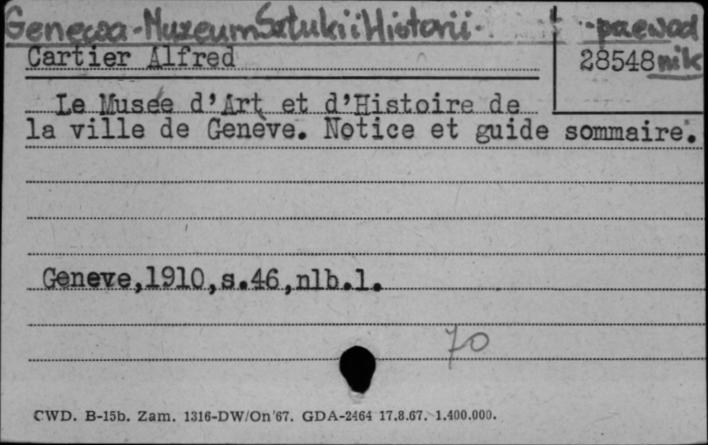 Genewa - Muzeum Sztuki i Historii - przewod
Cartier Alfred 28548 nik
Le Musée d'Art et d'Histoire de
la ville de Genève. Notice et guide sommaire.
Geneve,1910,s.46,nlb.1.
70
CWD. B-15b. Zam. 1316-DW/On'67. GDA-2464 17.8.67. 1.400.000.